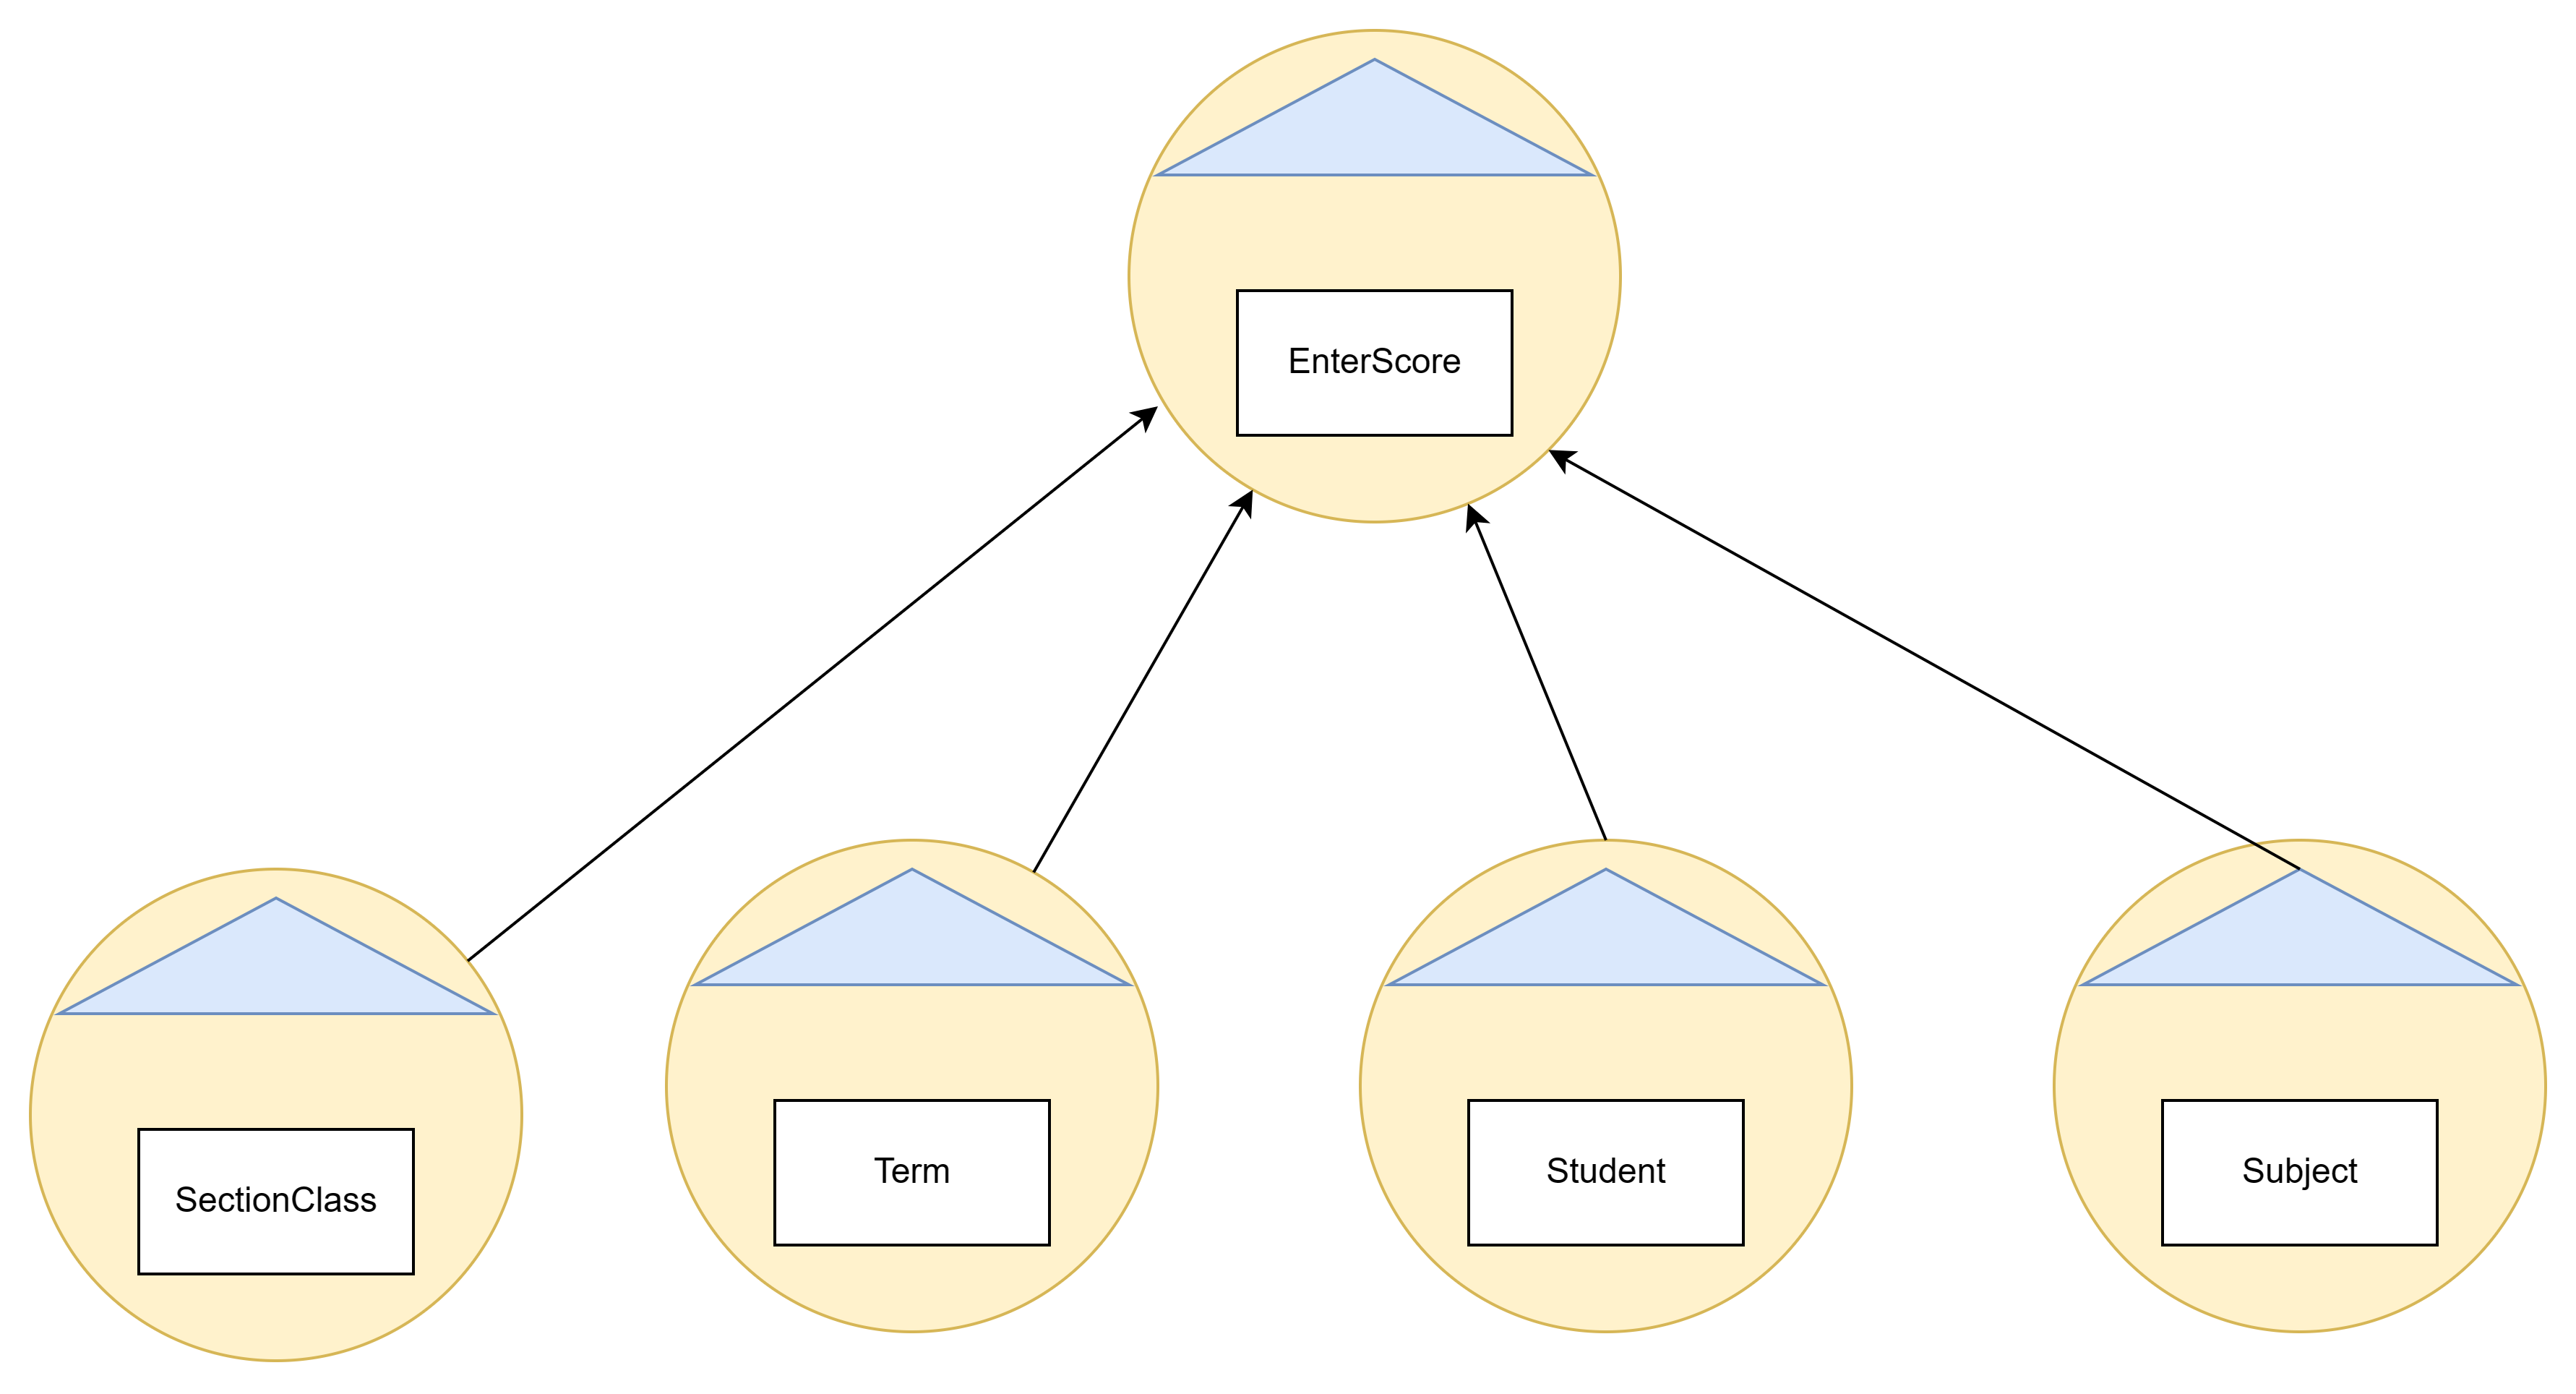 EnterScore
SectionClass
Term
Student
Subject